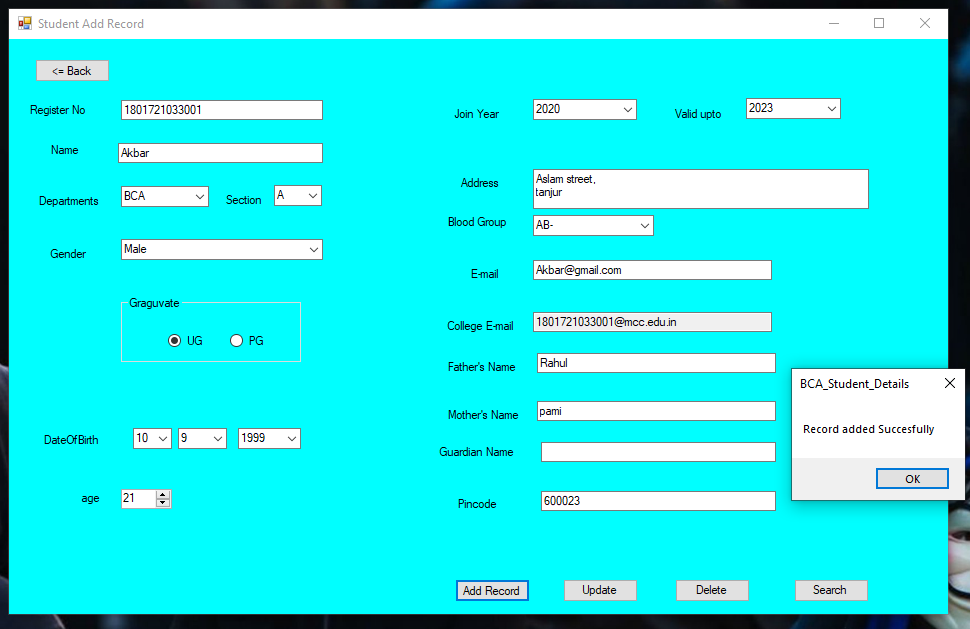 Student Add Record
<= Back
Register No 1801721033001
Join Year 2020 Valid upto 2023
Name Akbar
Address Aslam street,
tanjur
Departments BCA Section A
Blood Group AB-
Gender Male
E-mail Akbar@gmail.com
Graguvate
UG PG
College E-mail 1801721033001@mcc.edu.in
Father's Name Rahul
Mother's Name pami
DateOfBirth 10 9 1999
Guardian Name
age 21
Pincode 600023
BCA_Student_Details
Record added Succesfully
OK
Add Record Update Delete Search